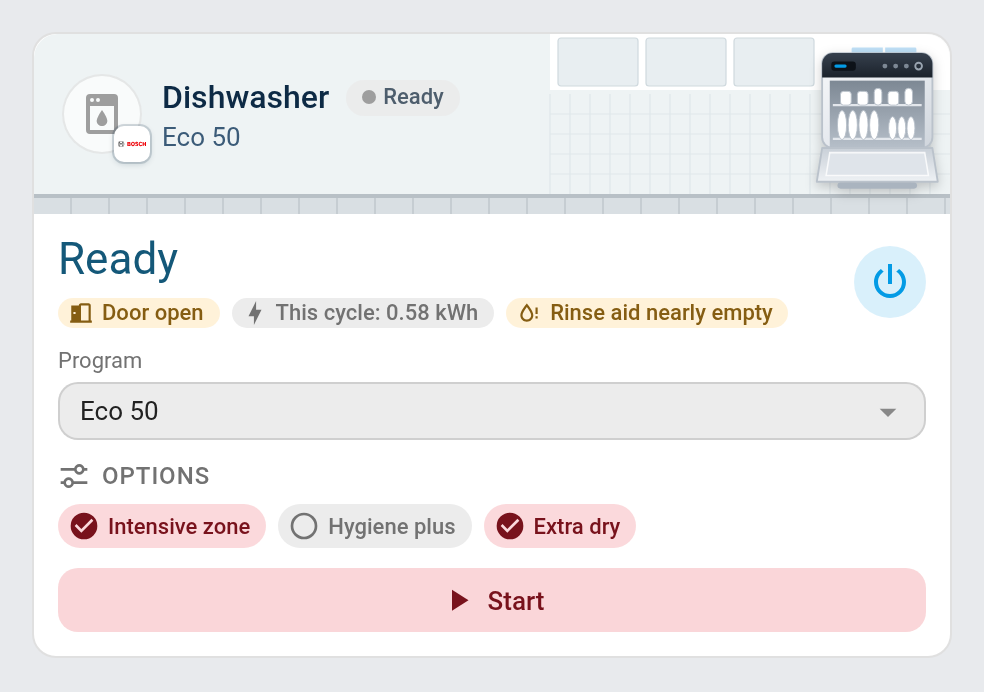 Dishwasher
Ready
Eco 50
BOSCH
Ready
Door open
This cycle: 0.58 kWh
Rinse aid nearly empty
Program
Eco 50
OPTIONS
Intensive zone
Hygiene plus
Extra dry
Start